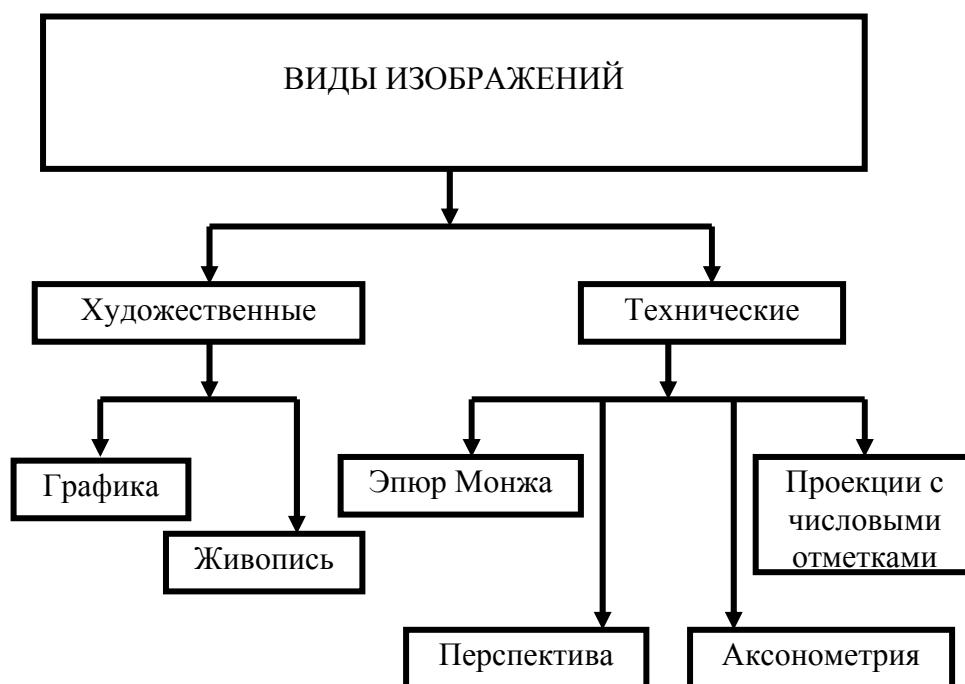 ВИДЫ ИЗОБРАЖЕНИЙ
Художественные
Технические
Графика
Живопись
Эпюр Монжа
Проекции с
числовыми
отметками
Перспектива
Аксонометрия